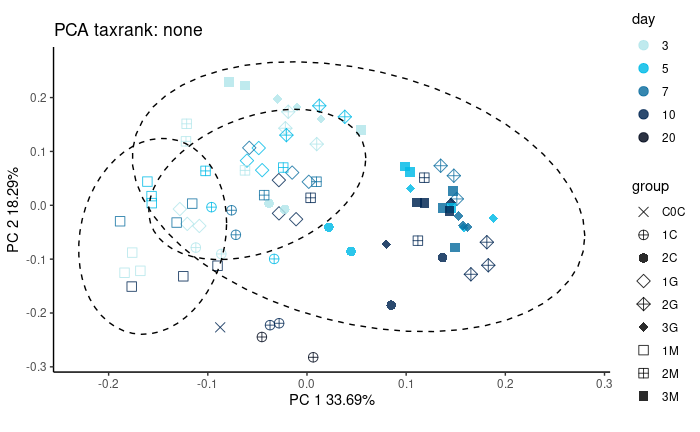 PCA taxrank: none
PC 2 18.29%
0.2
0.1
0.0
-0.1
-0.2
-0.3
-0.2
-0.1
0.0
0.1
0.2
0.3
PC 1 33.69%
day
3
5
7
10
20
group
C0C
1C
2C
1G
2G
3G
1M
2M
3M